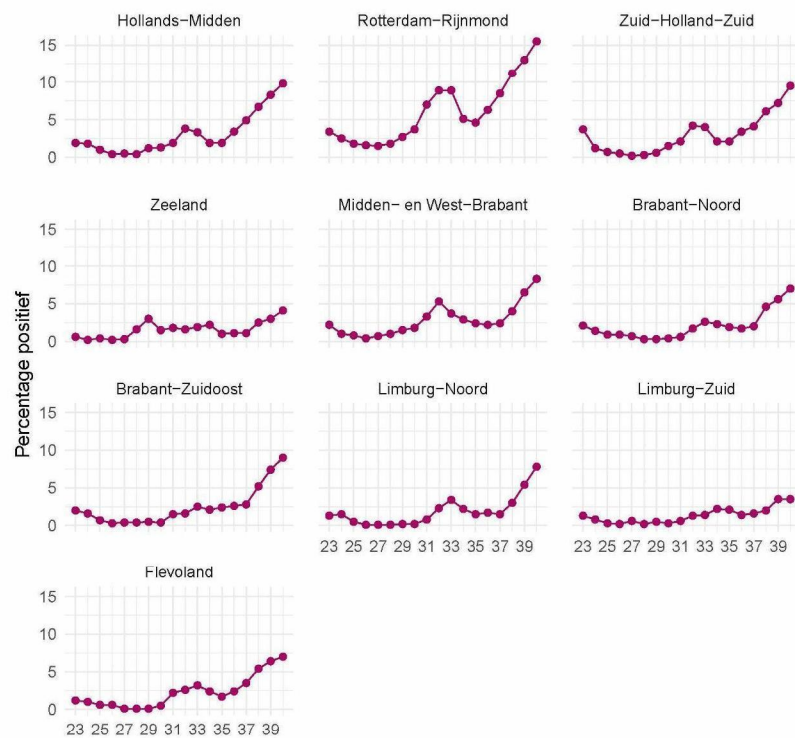 Hollands-Midden Rotterdam-Rijnmond Zuid-Holland-Zuid
15
10
5
0
Zeeland Midden- en West-Brabant Brabant-Noord
15
10
5
0
Percentage positief
Brabant-Zuidoost Limburg-Noord Limburg-Zuid
15
10
5
0
23 25 27 29 31 33 35 37 39 23 25 27 29 31 33 35 37 39
Flevoland
15
10
5
0
23 25 27 29 31 33 35 37 39